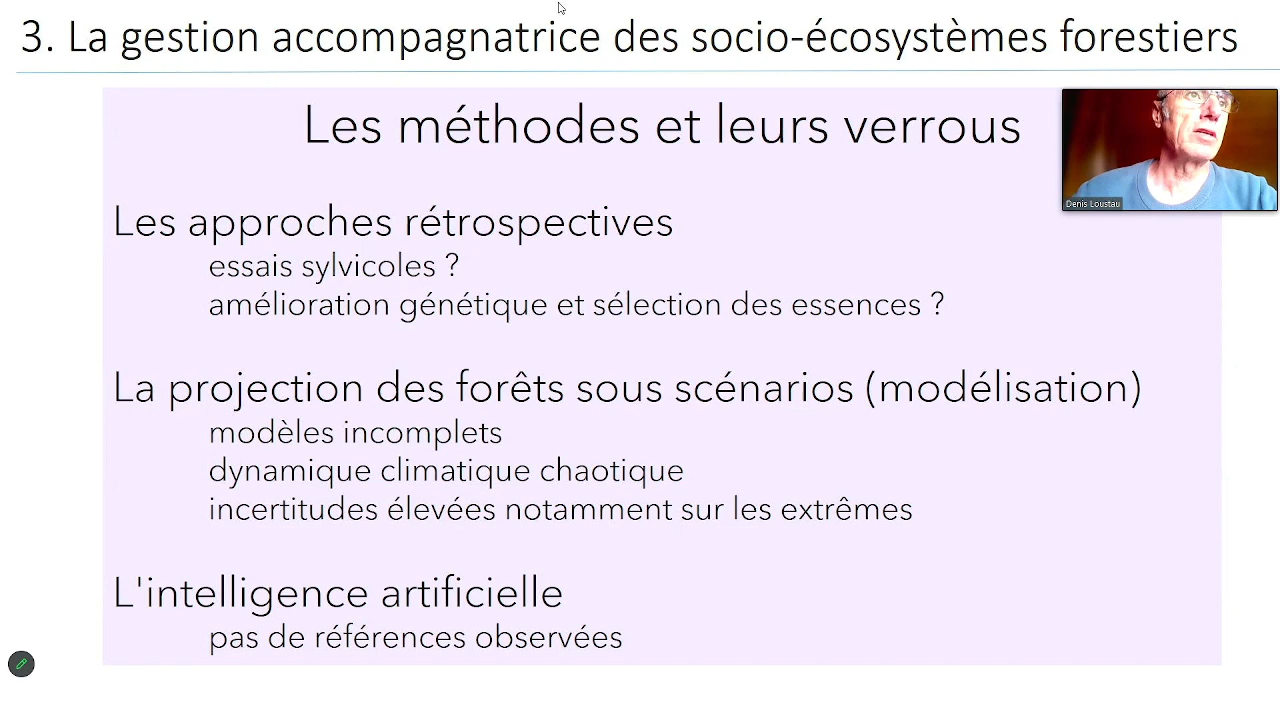 3. La gestion accompagnatrice des socio-écosystèmes forestiers
Les méthodes et leurs verrous
Denis Loustau
Les approches rétrospectives
essais sylvicoles ?
amélioration génétique et sélection des essences ?
La projection des forêts sous scénarios (modélisation)
modèles incomplets
dynamique climatique chaotique
incertitudes élevées notamment sur les extrêmes
L'intelligence artificielle
pas de références observées